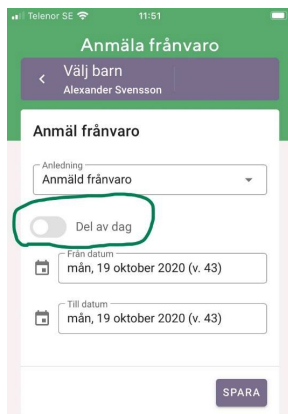 Telenor SE
11:51
Anmäla frånvaro
Välj barn
Alexander Svensson
Anmäl frånvaro
Anledning
Anmäld frånvaro
Del av dag
Från datum
mån, 19 oktober 2020 (v. 43)
Till datum
mån, 19 oktober 2020 (v. 43)
SPARA